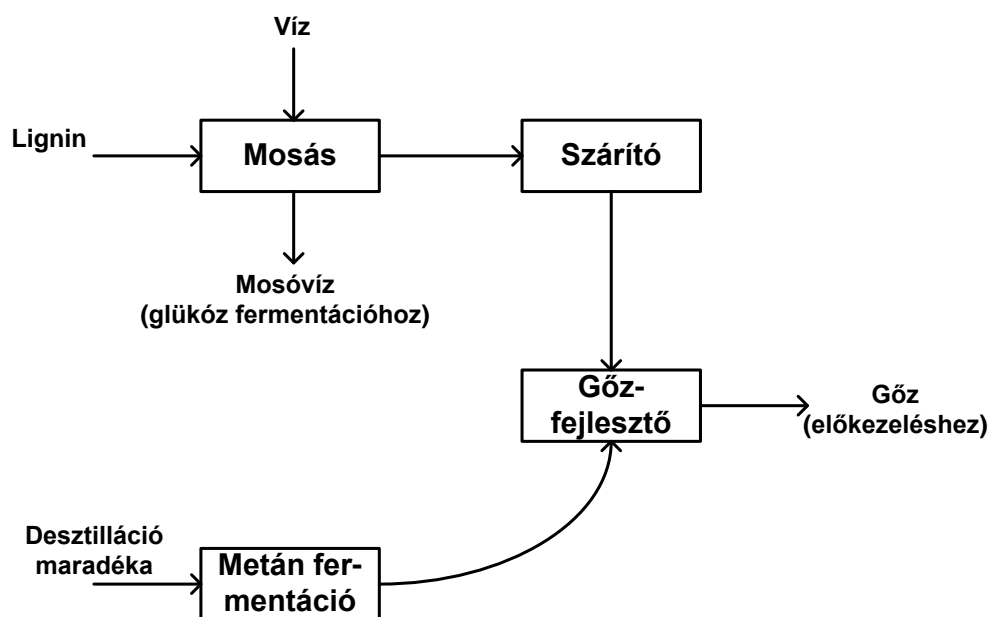 Víz
Lignin
Mosás
Szárító
Mosóvíz
(glükóz fermentációhoz)
Gőz-
fejlesztő
Gőz
(előkezeléshez)
Desztilláció
maradéka
Metán fer-
mentáció